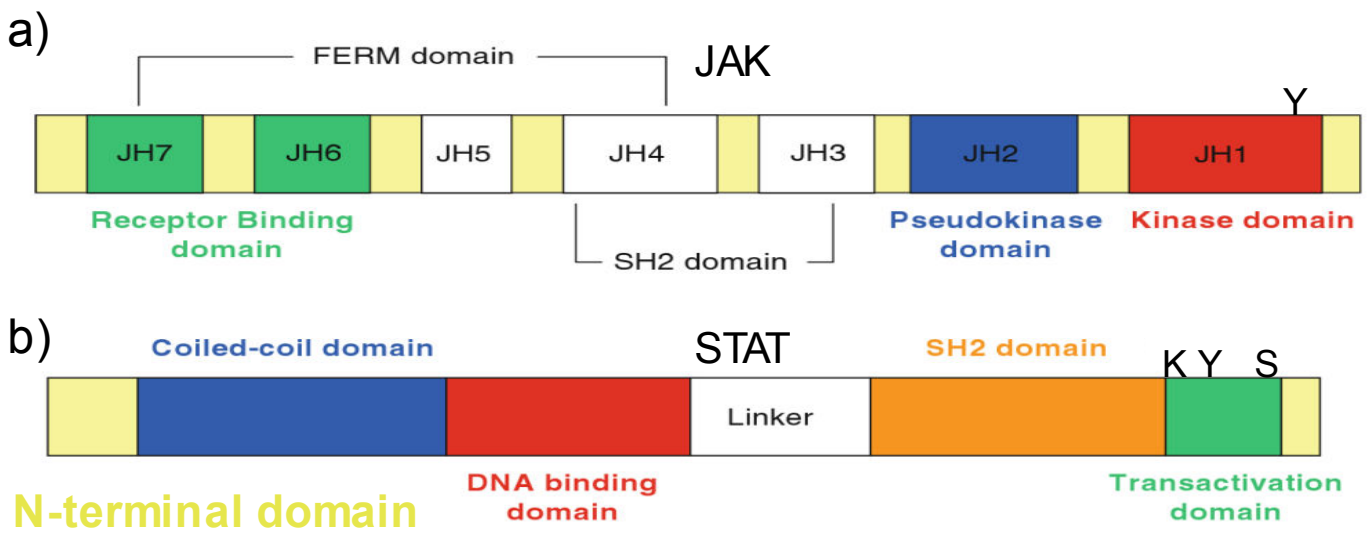 a)
FERM domain
JAK
Y
JH7 JH6 JH5 JH4 JH3 JH2 JH1
Receptor Binding
domain
SH2 domain
Pseudokinase
domain
Kinase domain
b)
Coiled-coil domain
STAT
SH2 domain
K Y S
Linker
N-terminal domain
DNA binding
domain
Transactivation
domain